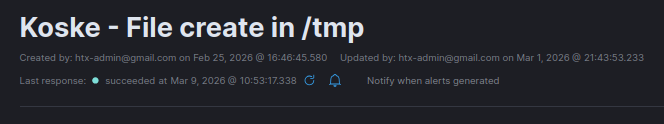 Koske - File create in /tmp
Created by: htx-admin@gmail.com on Feb 25, 2026 @ 16:46:45.580 Updated by: htx-admin@gmail.com on Mar 1, 2026 @ 21:43:53.233
Last response: succeeded at Mar 9, 2026 @ 10:53:17.338 Notify when alerts generated